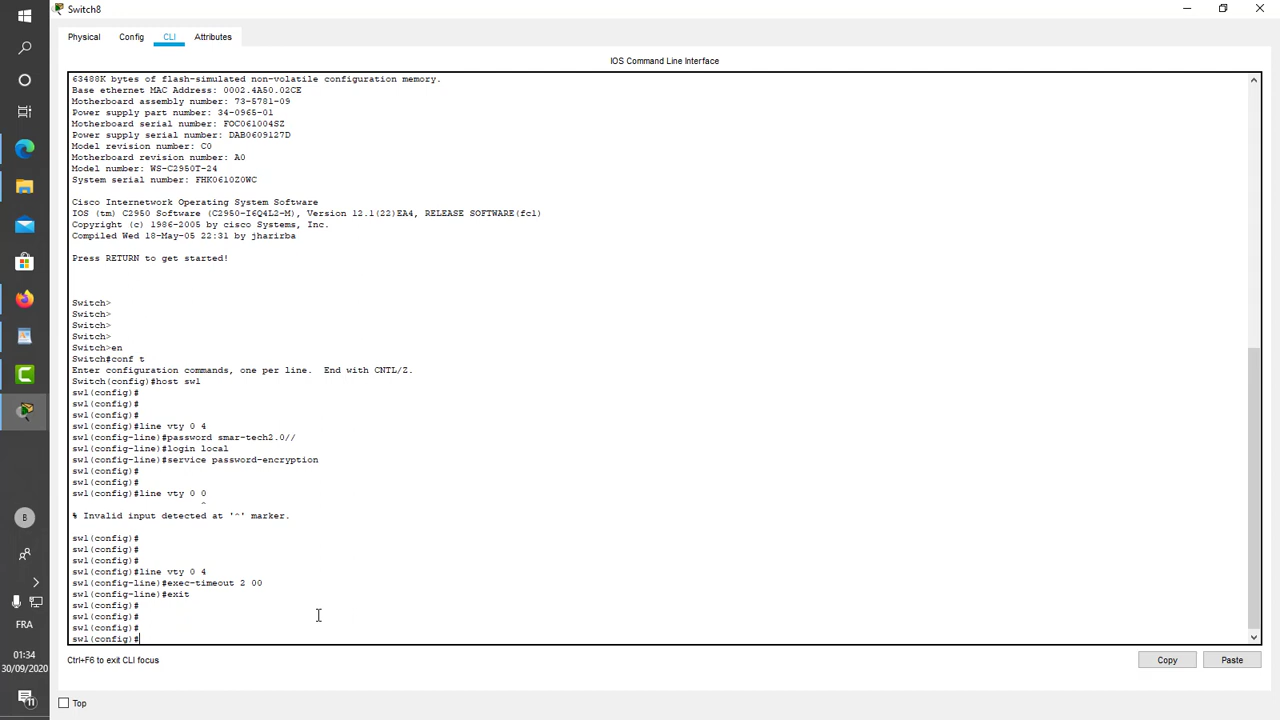 Switch8
Physical
Config
CLI
Attributes
IOS Command Line Interface
63488K bytes of flash-simulated non-volatile configuration memory.
Base ethernet MAC Address: 0002.4A50.02CE
Motherboard assembly number: 73-5781-09
Power supply part number: 34-0965-01
Motherboard serial number: FOC061004SZ
Power supply serial number: DAB0609127D
Model revision number: C0
Motherboard revision number: A0
Model number: WS-C2950T-24
System serial number: FHK0610Z0WC
Cisco Internetwork Operating System Software
IOS (tm) C2950 Software (C2950-I6Q4L2-M), Version 12.1(22)EA4, RELEASE SOFTWARE(fc1)
Copyright (c) 1986-2005 by cisco Systems, Inc.
Compiled Wed 18-May-05 22:31 by jharirba
Press RETURN to get started!
Switch>
Switch>
Switch>
Switch>
Switch>en
Switch#conf t
Enter configuration commands, one per line.  End with CNTL/Z.
Switch(config)#host sw1
sw1(config)#
sw1(config)#
sw1(config)#
sw1(config)#line vty 0 4
sw1(config-line)#password smar-tech2.0//
sw1(config-line)#login local
sw1(config-line)#service password-encryption
sw1(config)#
sw1(config)#
sw1(config)#line vty 0 0
^
% Invalid input detected at '^' marker.
sw1(config)#
sw1(config)#
sw1(config)#
sw1(config)#line vty 0 4
sw1(config-line)#exec-timeout 2 00
sw1(config-line)#exit
sw1(config)#
sw1(config)#
sw1(config)#
sw1(config)#
Ctrl+F6 to exit CLI focus
Copy
Paste
Top
B
FRA
01:34
30/09/2020
11